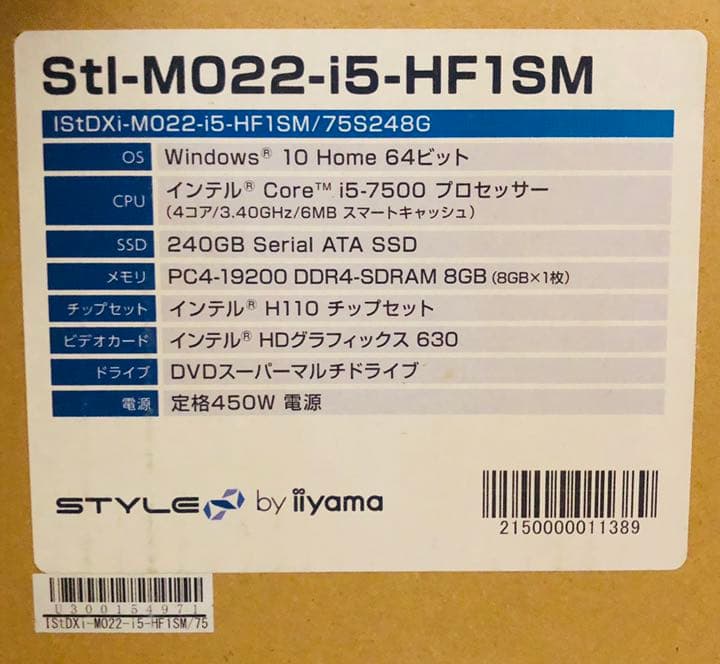 Stl-M022-i5-HF1SM
IStDXi-M022-i5-HF1SM/75S248G
OS Windows® 10 Home 64ビット
CPU インテル® Core™ i5-7500 プロセッサー
(4コア/3.40GHz/6MB スマートキャッシュ)
SSD 240GB Serial ATA SSD
メモリ PC4-19200 DDR4-SDRAM 8GB (8GB×1枚)
チップセット インテル® H110 チップセット
ビデオカード インテル® HDグラフィックス 630
ドライブ DVDスーパーマルチドライブ
電源 定格450W 電源
STYLE by iiyama
2150000011389
U300154971
IStDXi-M022-i5-HF1SM/75